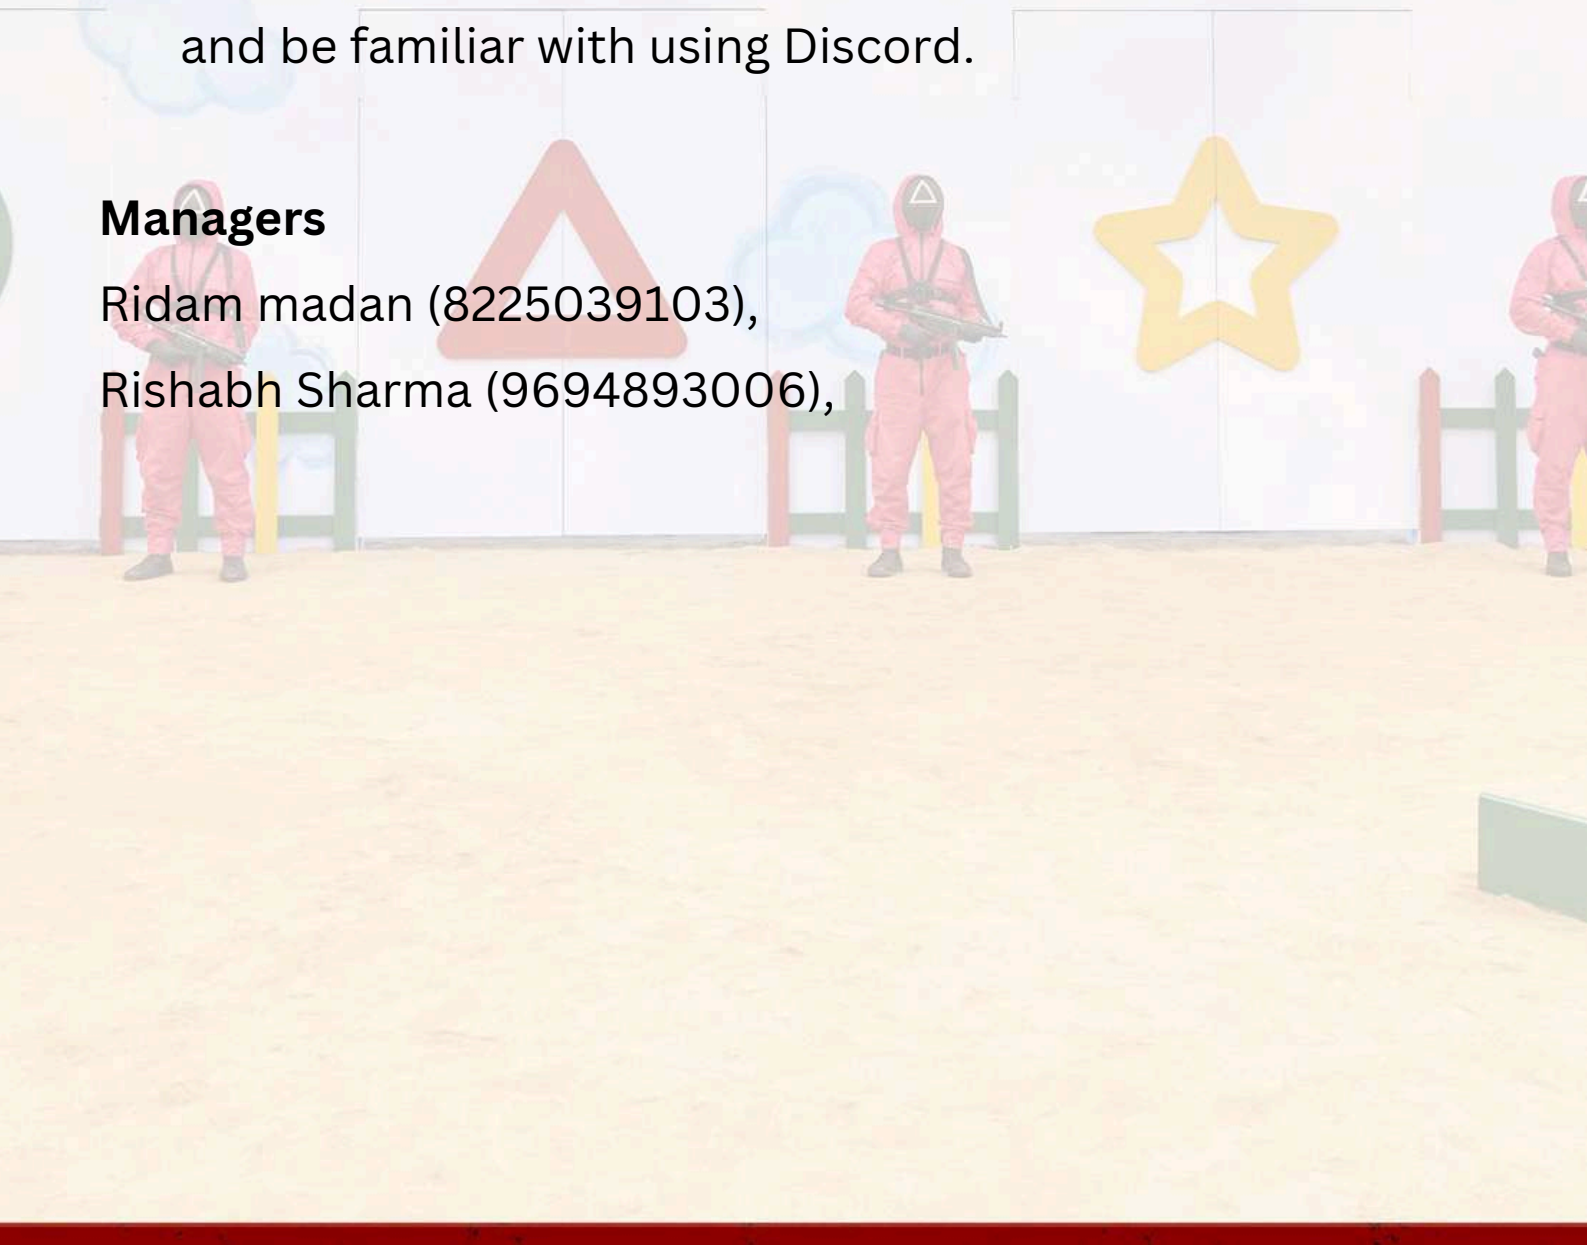 and be familiar with using Discord.
Managers
Ridam madan (8225039103),
Rishabh Sharma (9694893006),